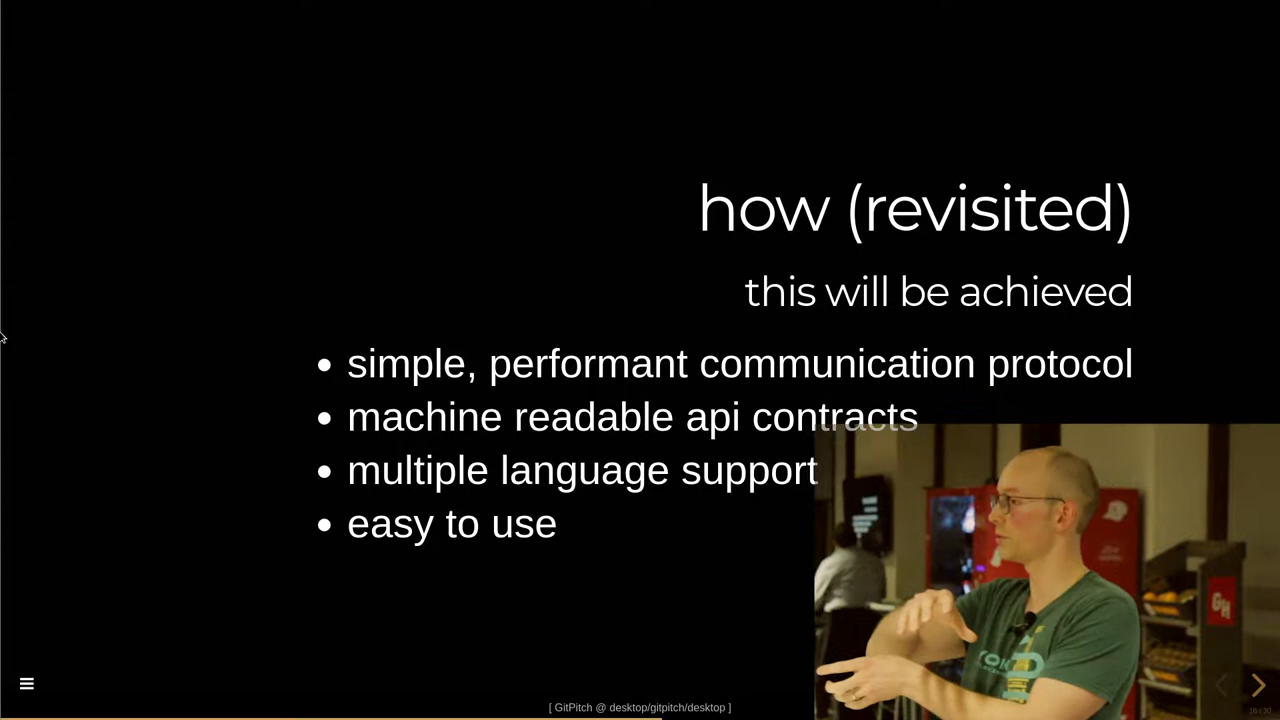 how (revisited)
this will be achieved
• simple, performant communication protocol
• machine readable api contracts
• multiple language support
• easy to use
GH
[ GitPitch @ desktop/gitpitch/desktop ]